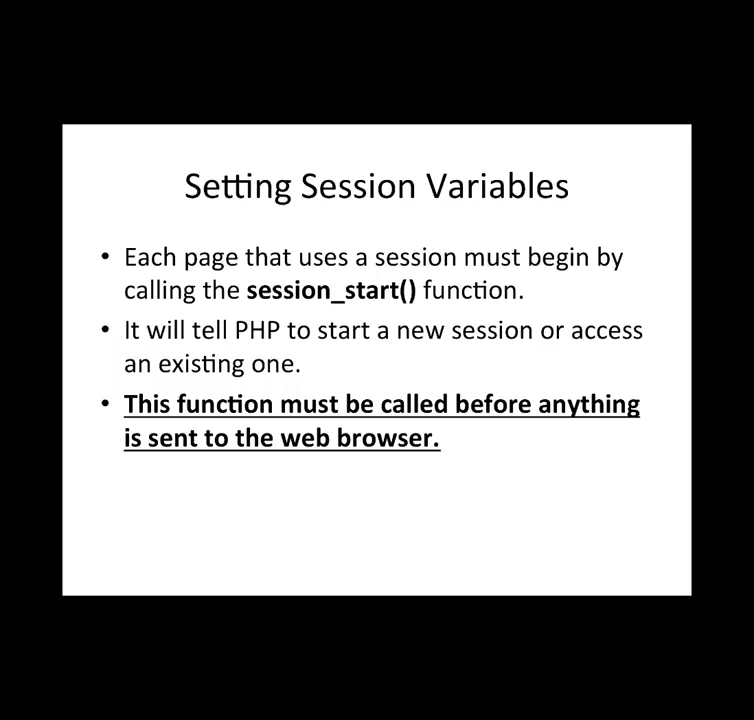 Setting Session Variables
• Each page that uses a session must begin by
calling the session_start() function.
• It will tell PHP to start a new session or access
an existing one.
• This function must be called before anything
is sent to the web browser.